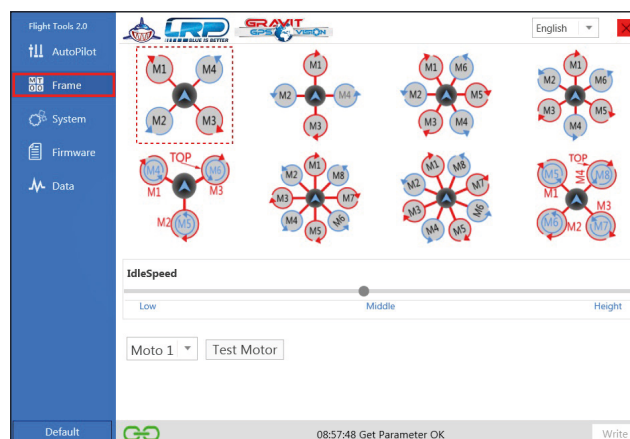 Flight Tools 2.0
AutoPilot
Frame
System
Firmware
Data
Default
LRP
BLUE IS BETTER
GRAVIT
GPS VISION
English
M1 M4
M2 M3
M1
M2 M4
M3
M1 M6
M2 M5
M3 M4
M1
M2 M6
M3 M5
M4
TOP
M4 M6
M1 M3
M2 M5
M1
M2 M8
M3 M7
M4 M6
M5
M1 M8
M2 M7
M3 M6
M4 M5
TOP
M5 M4 M8
M1
M3
M6 M2 M7
IdleSpeed
Low Middle Height
Moto 1 Test Motor
08:57:48 Get Parameter OK
Write